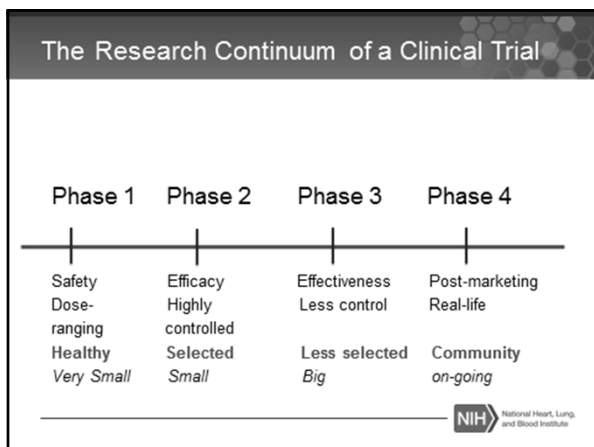 The Research Continuum of a Clinical Trial
Phase 1
Phase 2
Phase 3
Phase 4
Safety
Dose-
ranging
Healthy
Very Small
Efficacy
Highly
controlled
Selected
Small
Effectiveness
Less control
Less selected
Big
Post-marketing
Real-life
Community
on-going
NIH
National Heart, Lung,
and Blood Institute